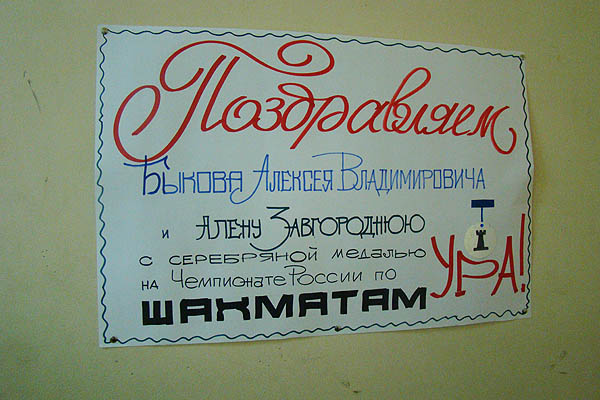 Поздравляем
Быкова Алексея Владимировича
и Алену Завгороднюю
с серебряной медалью
на Чемпионате России по
ШАХМАТАМ
УРА!